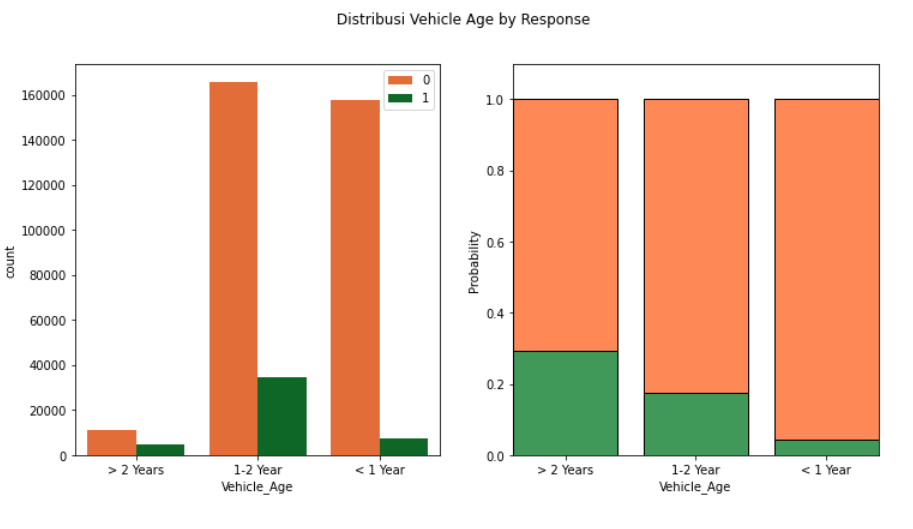 Distribusi Vehicle Age by Response
160000
140000
120000
100000
80000
60000
40000
20000
0
count
0
1
> 2 Years
1-2 Year
< 1 Year
Vehicle_Age
1.0
0.8
0.6
0.4
0.2
0.0
Probability
> 2 Years
1-2 Year
< 1 Year
Vehicle_Age